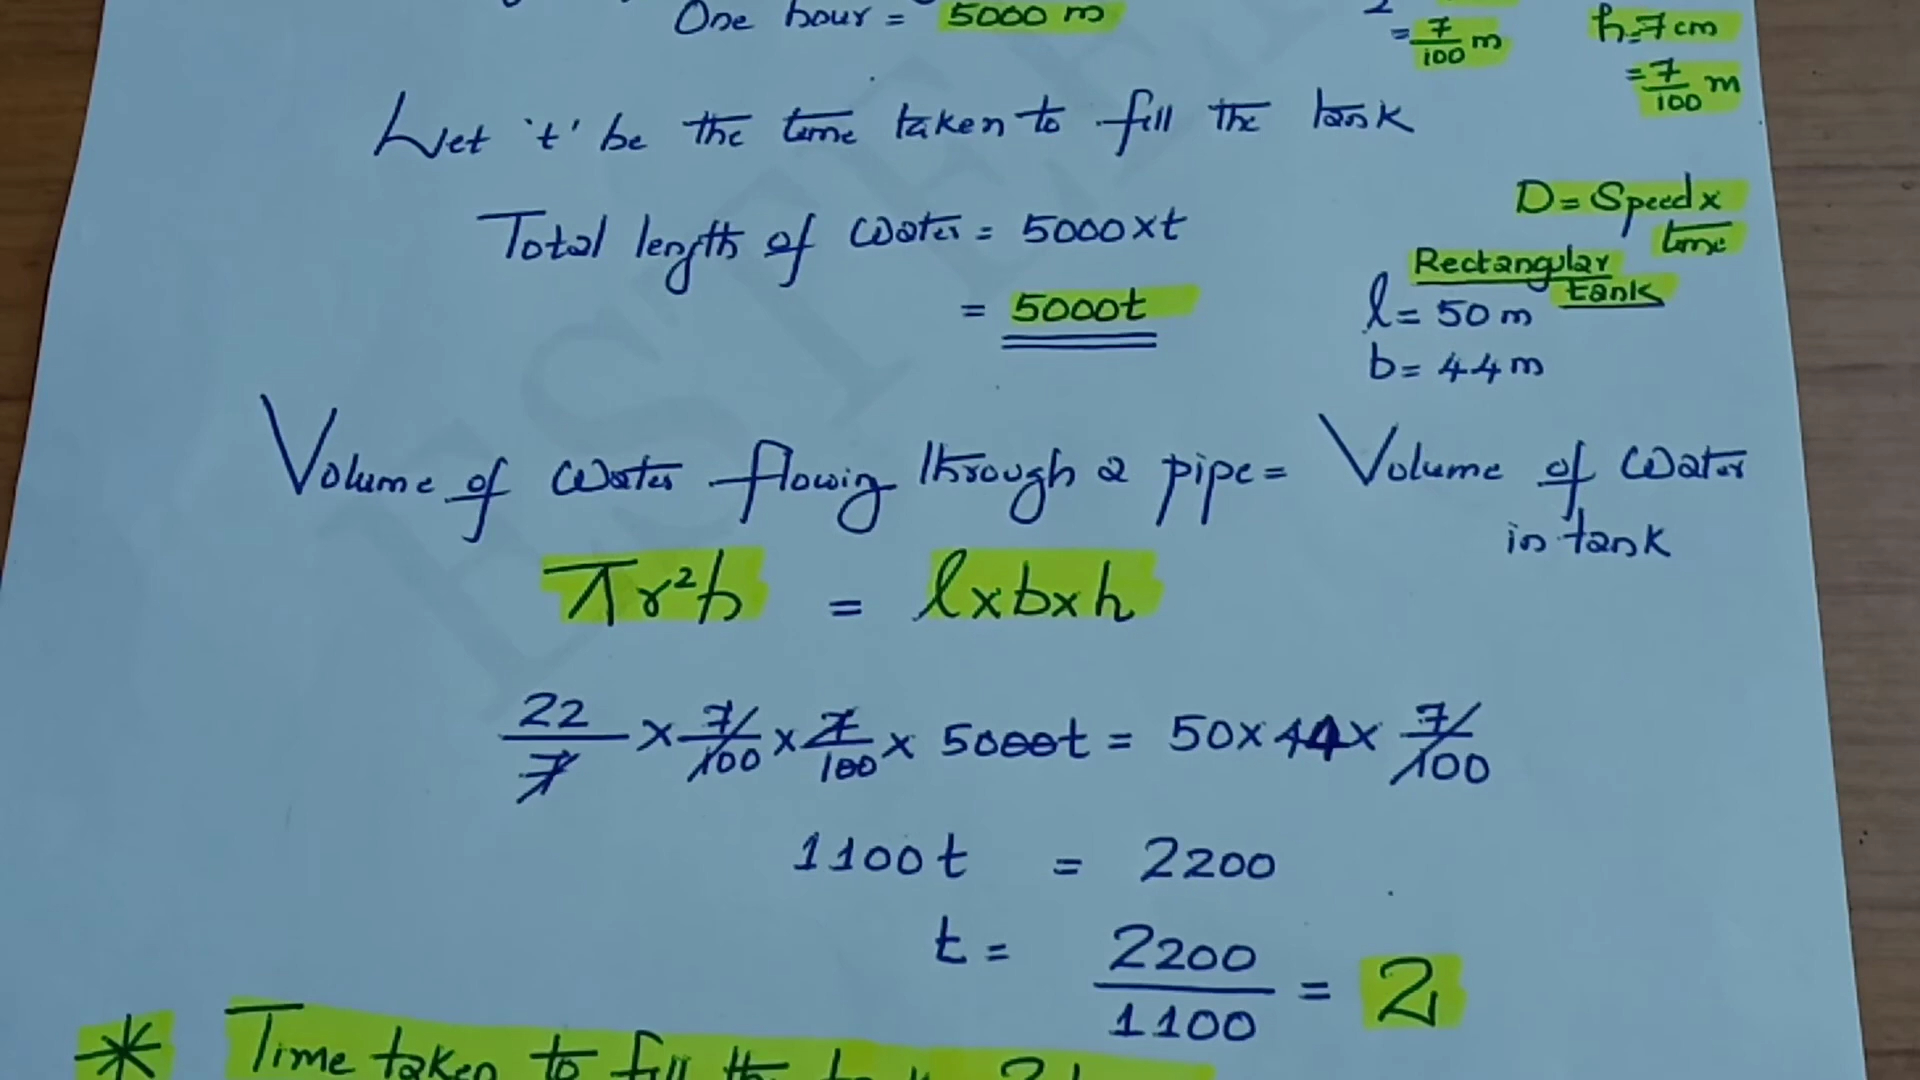 One hour = 5000 m
= 7/100 m
h = 7 cm
= 7/100 m
Let 't' be the time taken to fill the tank
Total length of water = 5000 x t
= 5000t
D = Speed x
time
Rectangular
tank
l = 50 m
b = 44 m
Volume of water flowing through a pipe = Volume of water
in tank
πr²h = l x b x h
22/7 x 7/100 x 7/100 x 5000t = 50 x 44 x 7/100
1100t = 2200
t = 2200/1100 = 2
* Time taken to fill the